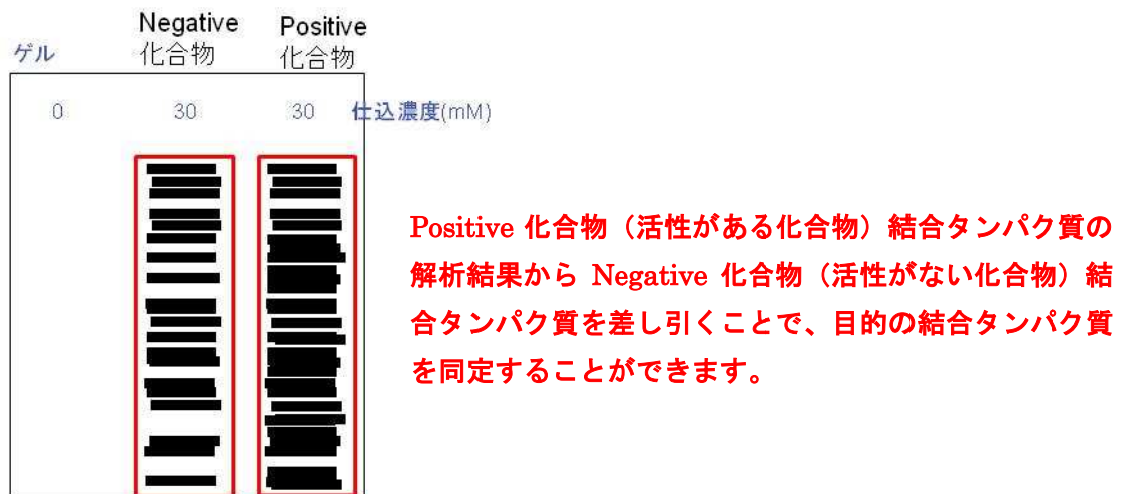 Negative Positive
ゲル 化合物 化合物
0 30 30 仕込濃度(mM)
Positive 化合物（活性がある化合物）結合タンパク質の
解析結果から Negative 化合物（活性がない化合物）結
合タンパク質を差し引くことで、目的の結合タンパク質
を同定することができます。